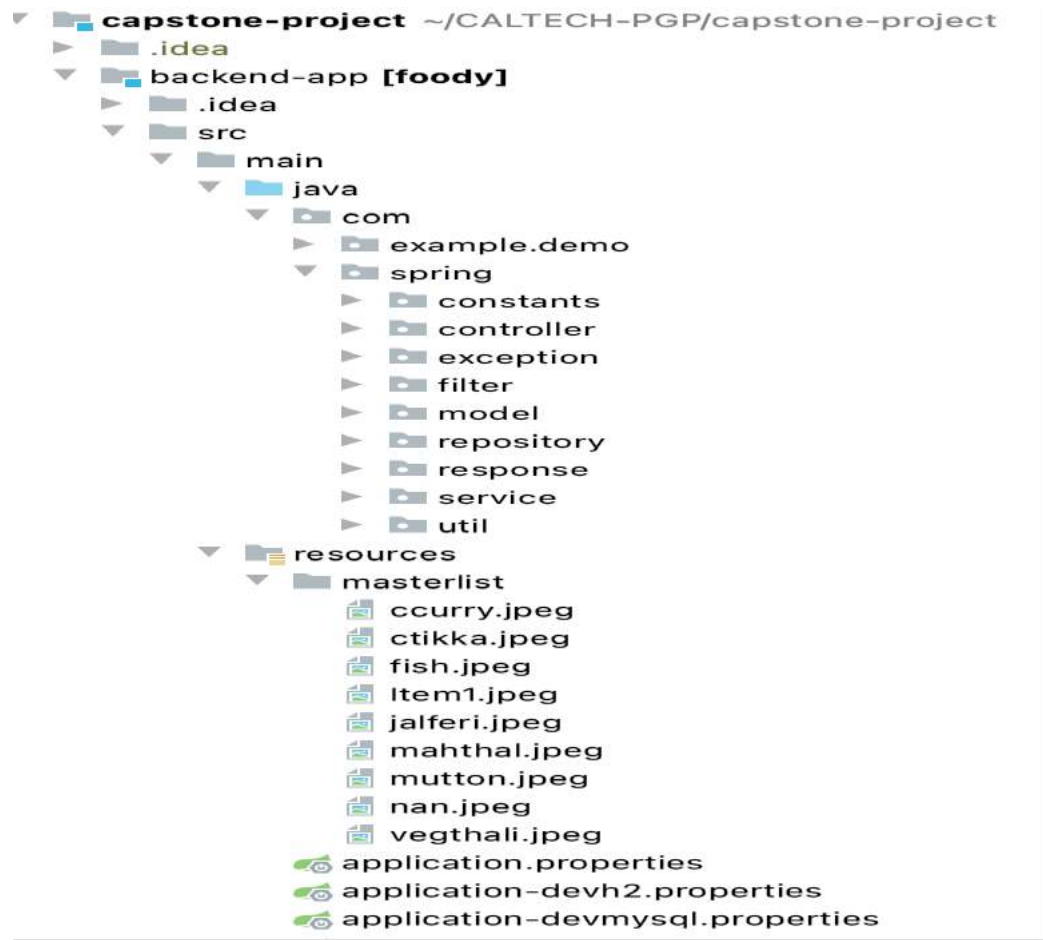 capstone-project ~/CALTECH-PGP/capstone-project
.idea
backend-app [foody]
.idea
src
main
java
com
example.demo
spring
constants
controller
exception
filter
model
repository
response
service
util
resources
masterlist
ccurry.jpeg
ctikka.jpeg
fish.jpeg
Item1.jpeg
jalferi.jpeg
mahthal.jpeg
mutton.jpeg
nan.jpeg
vegthali.jpeg
application.properties
application-devh2.properties
application-devmysql.properties